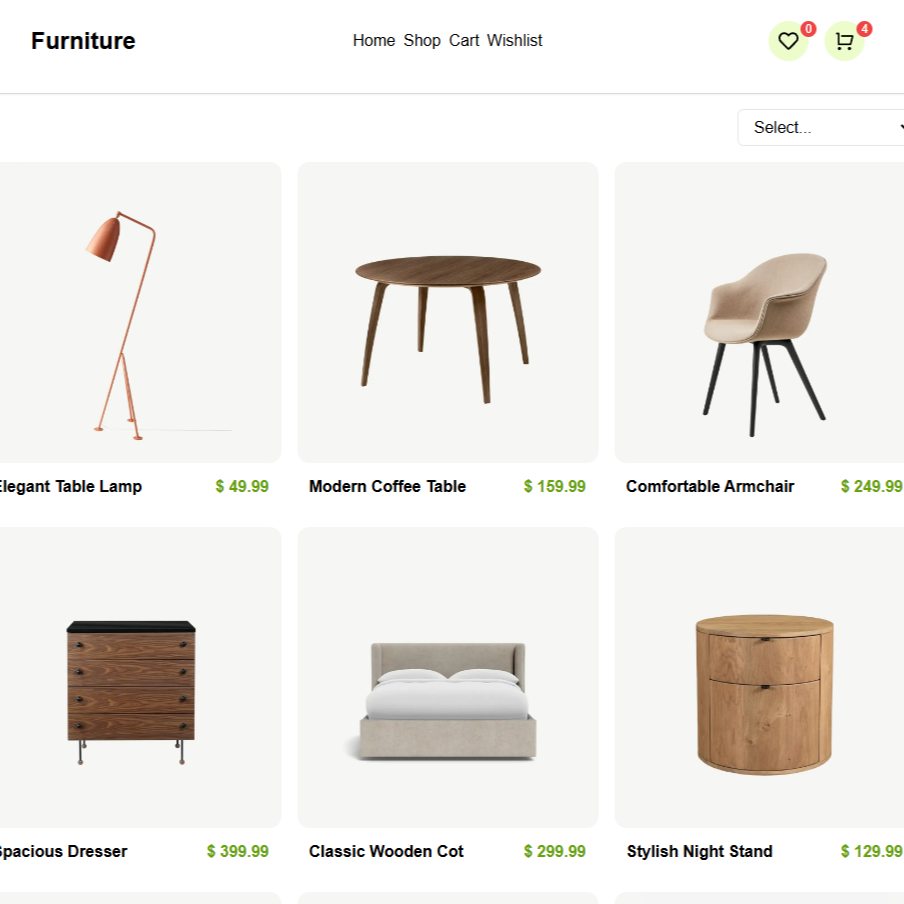 Furniture
Home Shop Cart Wishlist
0
4
Select...
Elegant Table Lamp $ 49.99
Modern Coffee Table $ 159.99
Comfortable Armchair $ 249.99
Spacious Dresser $ 399.99
Classic Wooden Cot $ 299.99
Stylish Night Stand $ 129.99